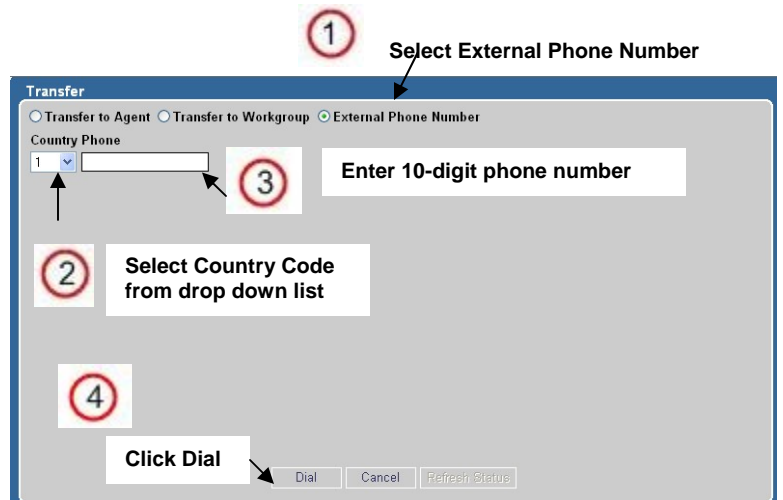 1
Select External Phone Number
Transfer
Transfer to Agent Transfer to Workgroup External Phone Number
Country Phone
1
3
Enter 10-digit phone number
2
Select Country Code
from drop down list
4
Click Dial
Dial Cancel Refresh Status